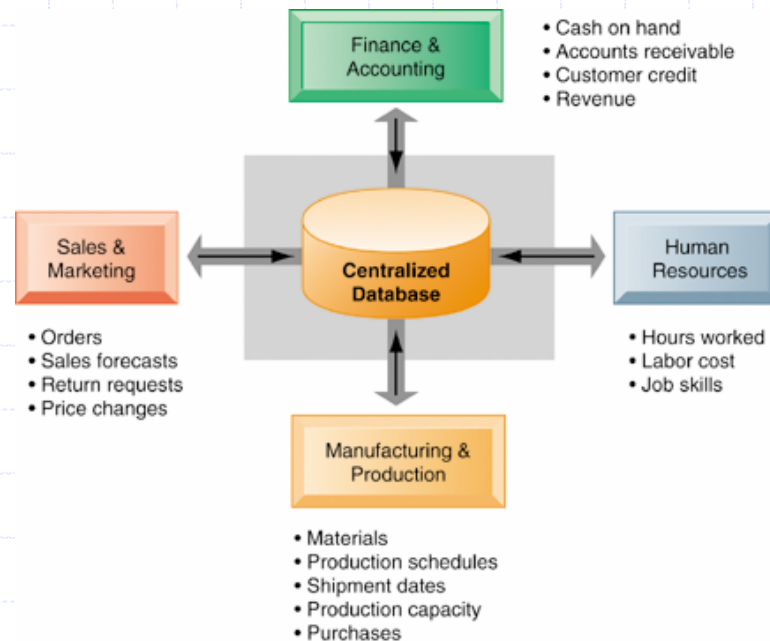 Finance &
Accounting
• Cash on hand
• Accounts receivable
• Customer credit
• Revenue
Sales &
Marketing
• Orders
• Sales forecasts
• Return requests
• Price changes
Centralized
Database
Human
Resources
• Hours worked
• Labor cost
• Job skills
Manufacturing &
Production
• Materials
• Production schedules
• Shipment dates
• Production capacity
• Purchases